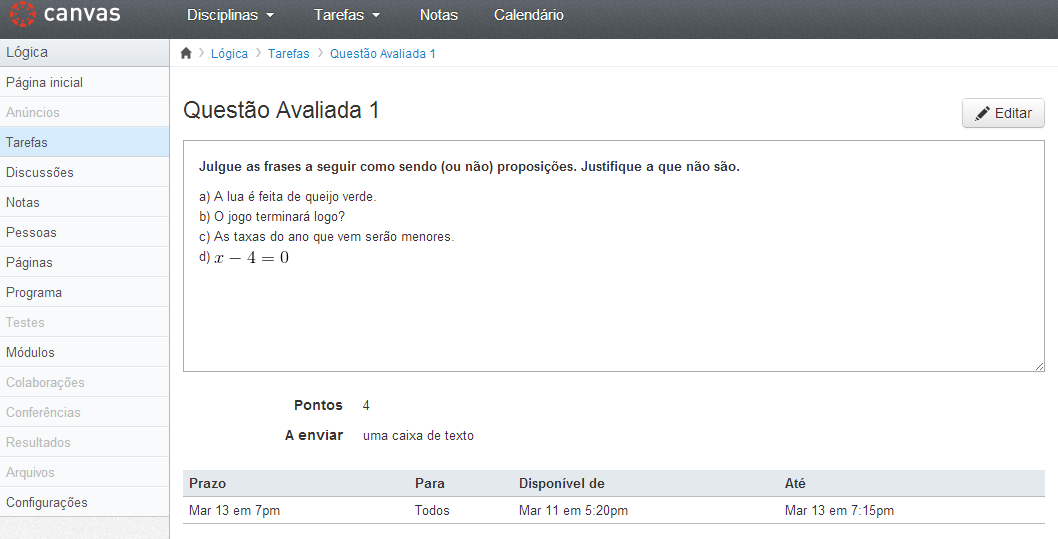 canvas
Disciplinas Tarefas Notas Calendário
Lógica
Página inicial
Anúncios
Tarefas
Discussões
Notas
Pessoas
Páginas
Programa
Testes
Módulos
Colaborações
Conferências
Resultados
Arquivos
Configurações
Lógica Tarefas Questão Avaliada 1
Questão Avaliada 1
Editar
Julgue as frases a seguir como sendo (ou não) proposições. Justifique a que não são.
a) A lua é feita de queijo verde.
b) O jogo terminará logo?
c) As taxas do ano que vem serão menores.
d) x − 4 = 0
Pontos 4
A enviar uma caixa de texto
Prazo Para Disponível de Até
Mar 13 em 7pm Todos Mar 11 em 5:20pm Mar 13 em 7:15pm